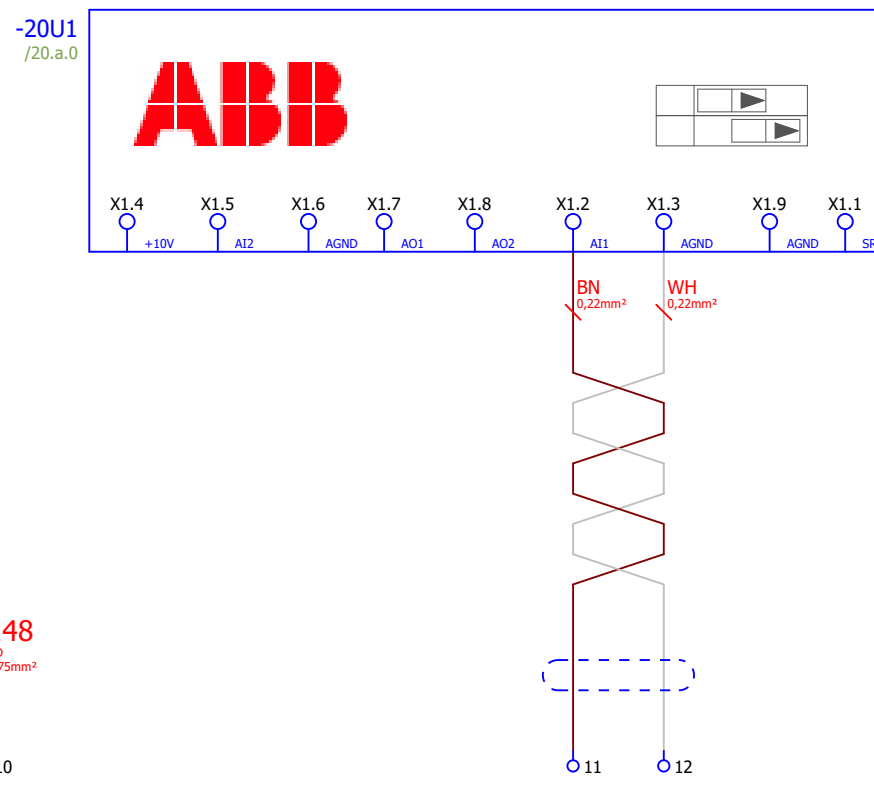 -20U1
/20.a.0
ABB
X1.4 X1.5 X1.6 X1.7 X1.8 X1.2 X1.3 X1.9 X1.1
+10V AI2 AGND AO1 AO2 AI1 AGND AGND SR
BN WH
0,22mm² 0,22mm²
48
75mm²
11 12